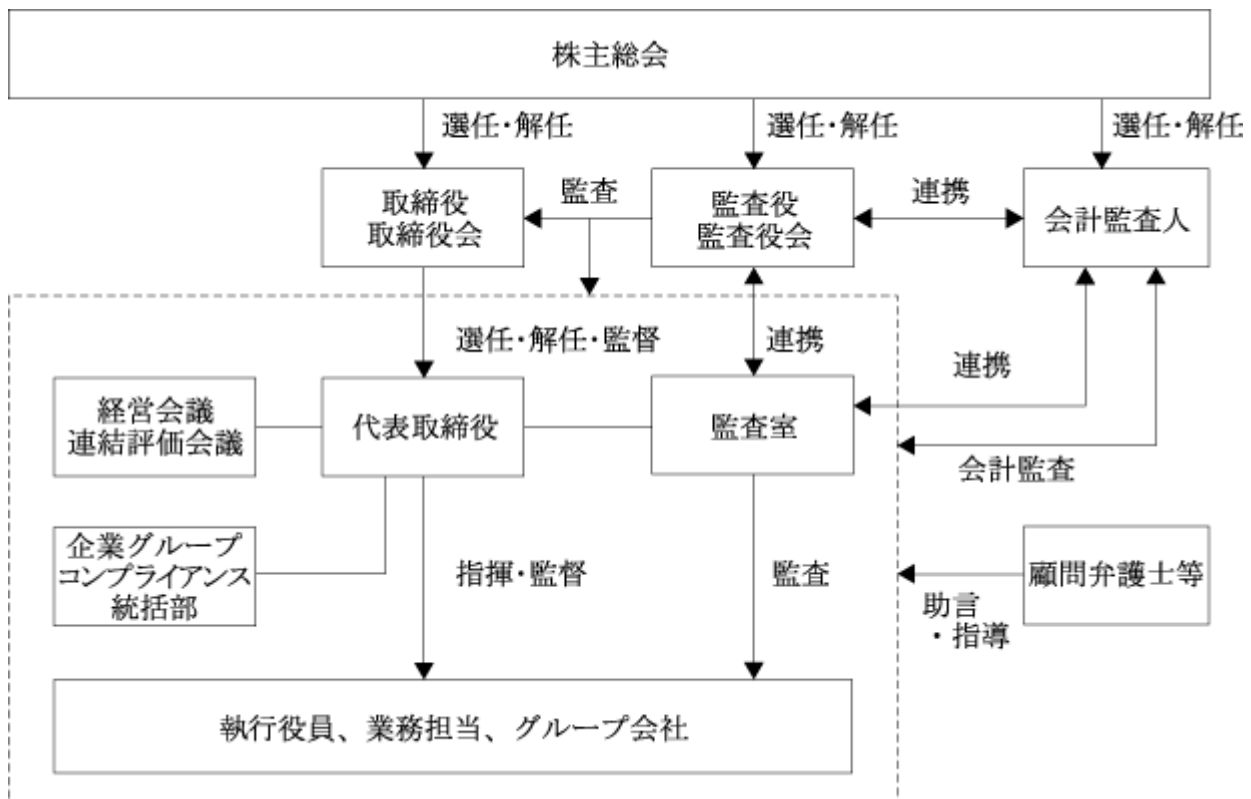 株主総会
選任・解任
選任・解任
選任・解任
取締役
取締役会
監査
監査役
監査役会
連携
会計監査人
選任・解任・監督
連携
連携
経営会議
連結評価会議
代表取締役
監査室
会計監査
企業グループ
コンプライアンス
統括部
指揮・監督
監査
顧問弁護士等
助言
・指導
執行役員、業務担当、グループ会社